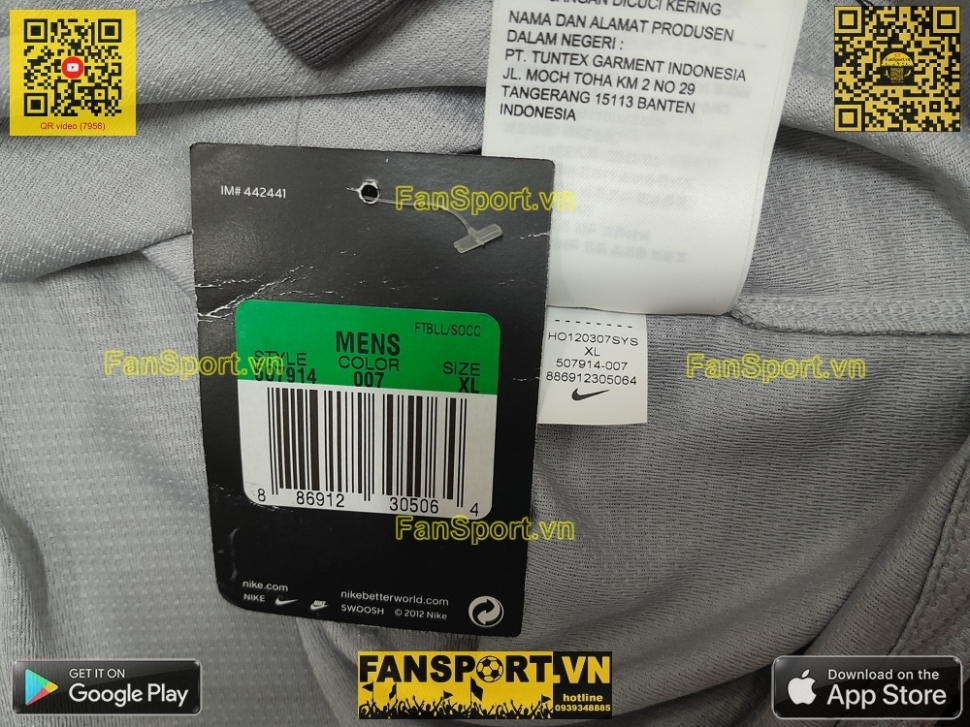 QR video (7956)
JANGAN DICUCI KERING
NAMA DAN ALAMAT PRODUSEN
DALAM NEGERI :
PT. TUNTEX GARMENT INDONESIA
JL. MOCH TOHA KM 2 NO 29
TANGERANG 15113 BANTEN
INDONESIA
IM# 442441
FanSport.vn
FTBLL/SOCC
MENS
STYLE COLOR SIZE
507914 007 XL
8 86912 30506 4
HO120307SYS
XL
507914-007
886912305064
FanSport.vn
FanSport.vn
FanSport.vn
nike.com
NIKE
nikebetterworld.com
SWOOSH © 2012 Nike
GET IT ON
Google Play
FANSPORT.VN
hotline
0939348885
Download on the
App Store